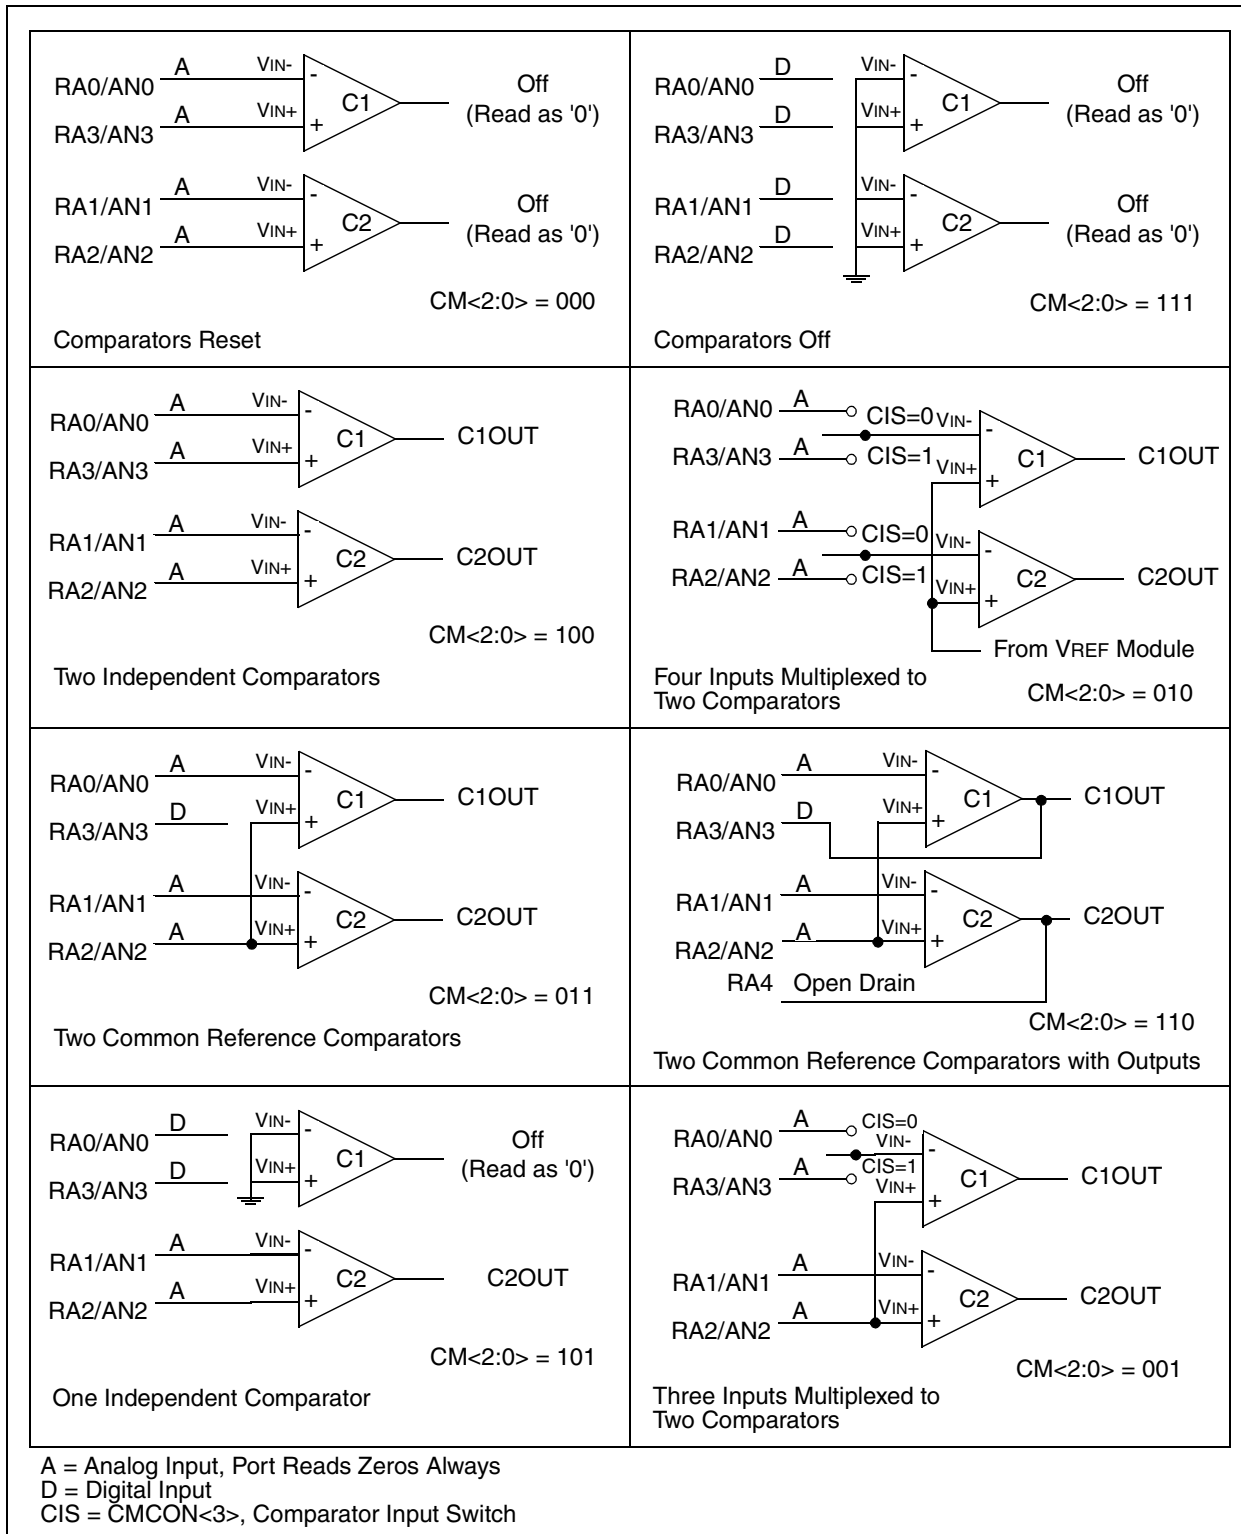 RA0/AN0 A VIN- -
C1 Off
(Read as '0')
RA3/AN3 A VIN+ +
RA1/AN1 A VIN- -
C2 Off
(Read as '0')
RA2/AN2 A VIN+ +
CM<2:0> = 000
Comparators Reset
RA0/AN0 D VIN- -
C1 Off
(Read as '0')
RA3/AN3 D VIN+ +
RA1/AN1 D VIN- -
C2 Off
(Read as '0')
RA2/AN2 D VIN+ +
CM<2:0> = 111
Comparators Off
RA0/AN0 A VIN- -
C1 C1OUT
RA3/AN3 A VIN+ +
RA1/AN1 A VIN- -
C2 C2OUT
RA2/AN2 A VIN+ +
CM<2:0> = 100
Two Independent Comparators
RA0/AN0 A CIS=0 VIN- -
C1 C1OUT
RA3/AN3 A CIS=1 VIN+ +
RA1/AN1 A CIS=0 VIN- -
C2 C2OUT
RA2/AN2 A CIS=1 VIN+ +
From VREF Module
Four Inputs Multiplexed to
Two Comparators
CM<2:0> = 010
RA0/AN0 A VIN- -
C1 C1OUT
RA3/AN3 D VIN+ +
RA1/AN1 A VIN- -
C2 C2OUT
RA2/AN2 A VIN+ +
CM<2:0> = 011
Two Common Reference Comparators
RA0/AN0 A VIN- -
C1 C1OUT
RA3/AN3 D VIN+ +
RA1/AN1 A VIN- -
C2 C2OUT
RA2/AN2 A VIN+ +
RA4 Open Drain
CM<2:0> = 110
Two Common Reference Comparators with Outputs
RA0/AN0 D VIN- -
C1 Off
(Read as '0')
RA3/AN3 D VIN+ +
RA1/AN1 A VIN- -
C2 C2OUT
RA2/AN2 A VIN+ +
CM<2:0> = 101
One Independent Comparator
RA0/AN0 A CIS=0 VIN- -
C1 C1OUT
RA3/AN3 A CIS=1 VIN+ +
RA1/AN1 A VIN- -
C2 C2OUT
RA2/AN2 A VIN+ +
CM<2:0> = 001
Three Inputs Multiplexed to
Two Comparators
A = Analog Input, Port Reads Zeros Always
D = Digital Input
CIS = CMCON<3>, Comparator Input Switch